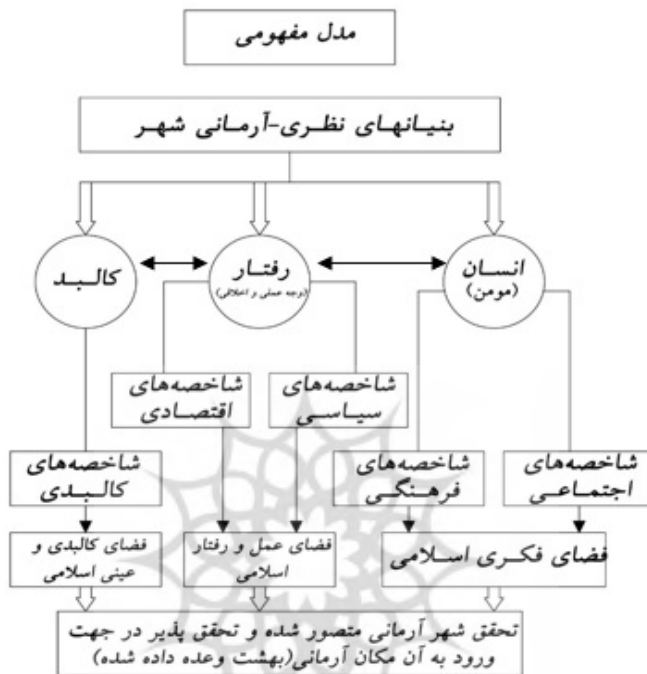 مدل مفهومی
بنیانهای نظری-آرمانی شهر
انسان
(مومن)
رفتار
(وجه عملی و اخلاقی)
کالبد
شاخصه‌های
سیاسی
شاخصه‌های
اقتصادی
شاخصه‌های
اجتماعی
شاخصه‌های
فرهنگی
شاخصه‌های
کالبدی
فضای فکری اسلامی
فضای عمل و رفتار
اسلامی
فضای کالبدی و
عینی اسلامی
تحقق شهر آرمانی متصور شده و تحقق پذیر در جهت
ورود به آن مکان آرمانی(بهشت وعده داده شده)